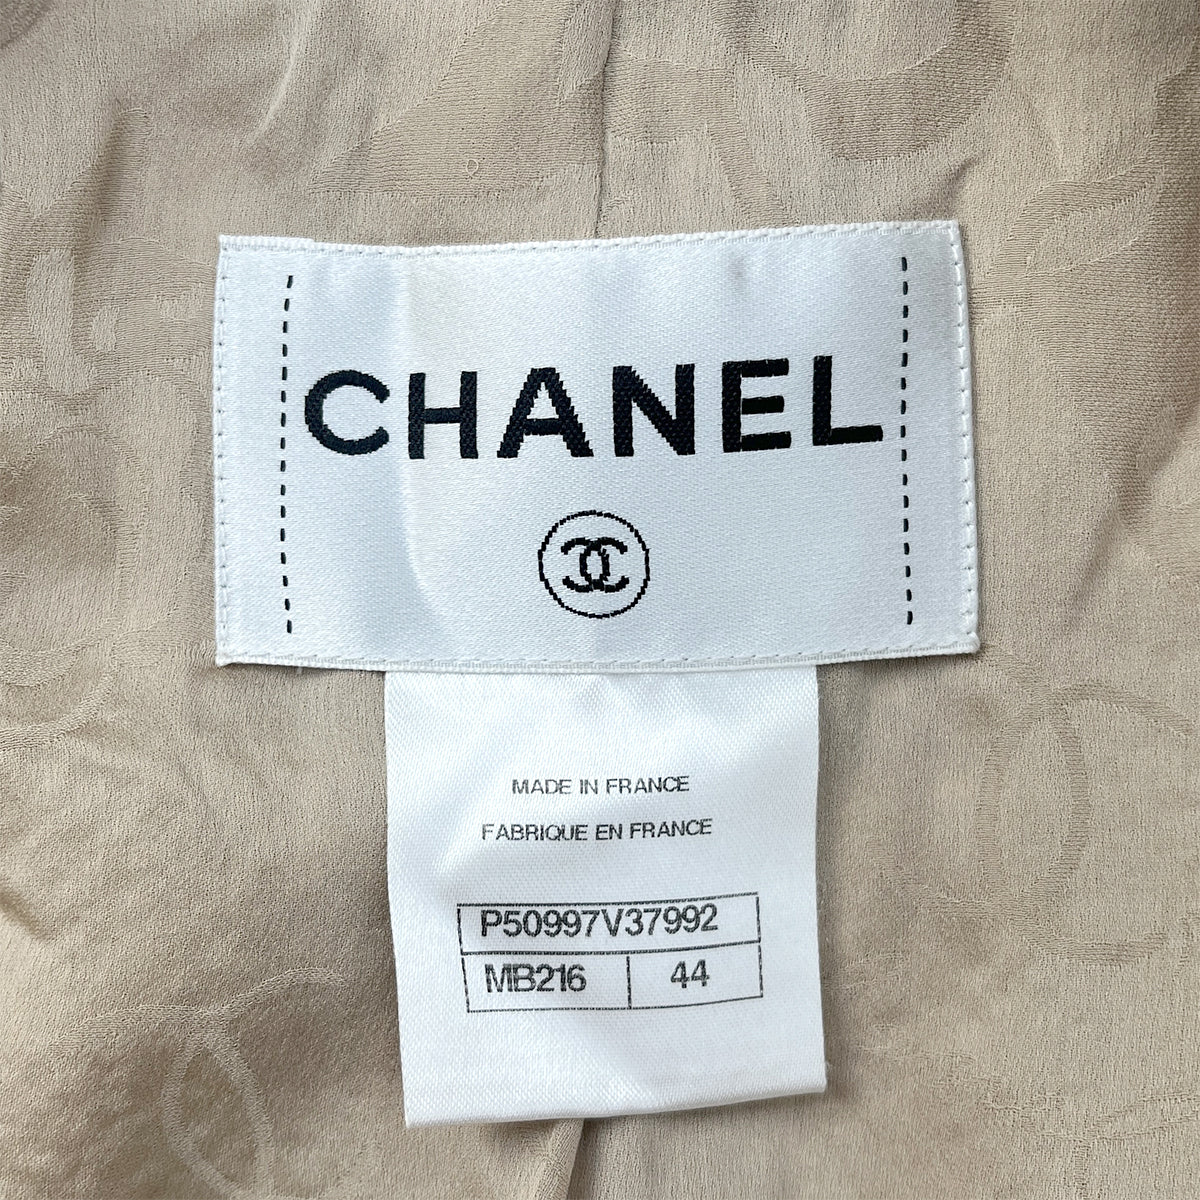 CHANEL
MADE IN FRANCE
FABRIQUE EN FRANCE
P50997V37992
MB216 44